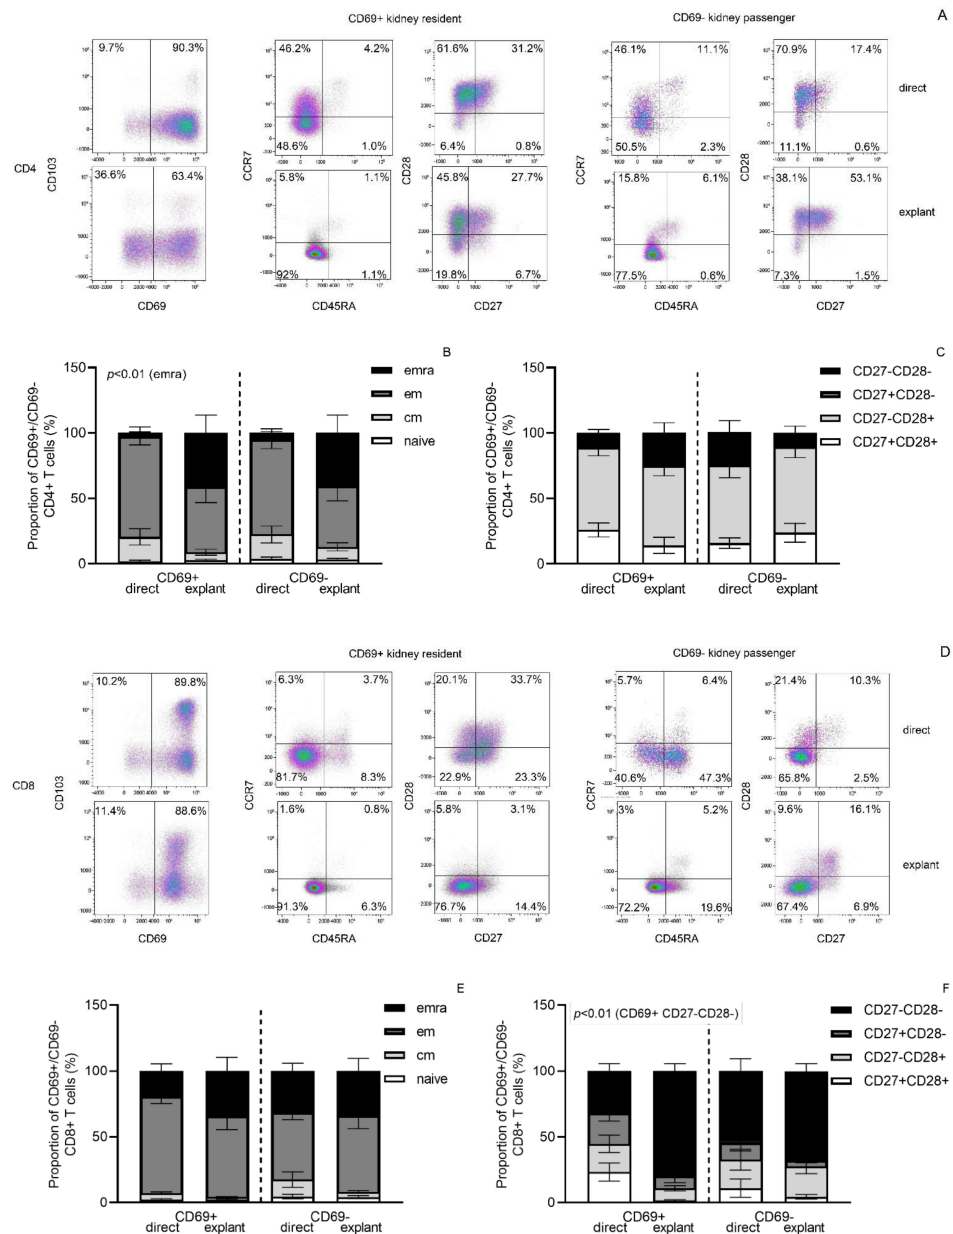 CD69+ kidney resident
CD69- kidney passenger
A
9.7% 90.3%
46.2% 4.2%
61.6% 31.2%
46.1% 11.1%
70.9% 17.4%
direct
48.6% 1.0%
6.4% 0.8%
50.5% 2.3%
11.1% 0.6%
CD4
CD103
CCR7
CD28
CCR7
CD28
36.6% 63.4%
5.8% 1.1%
45.8% 27.7%
15.8% 6.1%
38.1% 53.1%
explant
92% 1.1%
19.8% 6.7%
77.5% 0.6%
7.3% 1.5%
CD69
CD45RA
CD27
CD45RA
CD27
B
p<0.01 (emra)
emra
em
cm
naive
150
100
50
0
Proportion of CD69+/CD69-
CD4+ T cells (%)
CD69+ CD69-
direct explant direct explant
C
CD27-CD28-
CD27+CD28-
CD27-CD28+
CD27+CD28+
150
100
50
0
Proportion of CD69+/CD69-
CD4+ T cells (%)
CD69+ CD69-
direct explant direct explant
CD69+ kidney resident
CD69- kidney passenger
D
10.2% 89.8%
6.3% 3.7%
20.1% 33.7%
5.7% 6.4%
21.4% 10.3%
direct
81.7% 8.3%
22.9% 23.3%
40.6% 47.3%
65.8% 2.5%
CD8
CD103
CCR7
CD28
CCR7
CD28
11.4% 88.6%
1.6% 0.8%
5.8% 3.1%
3% 5.2%
9.6% 16.1%
explant
91.3% 6.3%
76.7% 14.4%
72.2% 19.6%
67.4% 6.9%
CD69
CD45RA
CD27
CD45RA
CD27
E
emra
em
cm
naive
150
100
50
0
Proportion of CD69+/CD69-
CD8+ T cells (%)
CD69+ CD69-
direct explant direct explant
F
p<0.01 (CD69+ CD27-CD28-)
CD27-CD28-
CD27+CD28-
CD27-CD28+
CD27+CD28+
150
100
50
0
Proportion of CD69+/CD69-
CD8+ T cells (%)
CD69+ CD69-
direct explant direct explant